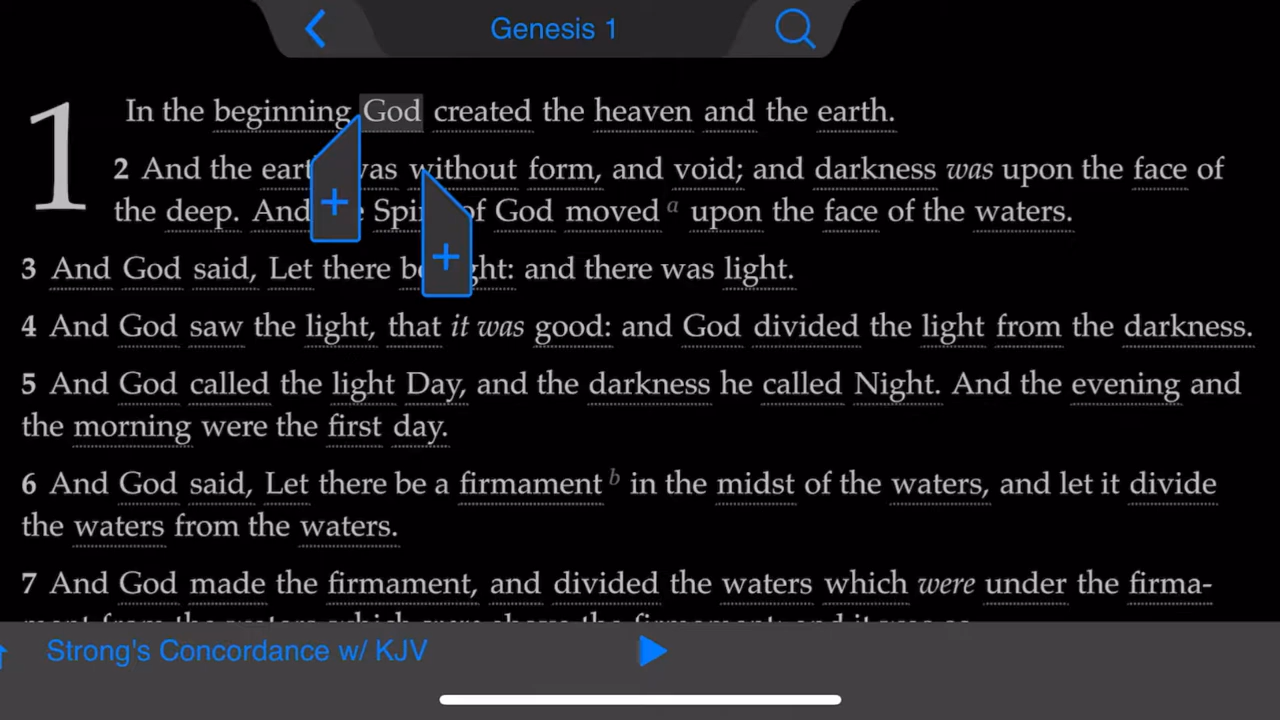 Genesis 1
1 In the beginning God created the heaven and the earth.
2 And the was without form, and void; and darkness was upon the face of
the deep. And of God moved a upon the face of the waters.
3 And God said, Let there and there was light.
4 And God saw the light, that it was good: and God divided the light from the darkness.
5 And God called the light Day, and the darkness he called Night. And the evening and
the morning were the first day.
6 And God said, Let there be a firmament b in the midst of the waters, and let it divide
the waters from the waters.
7 And God made the firmament, and divided the waters which were under the firma-
Strong's Concordance w/ KJV